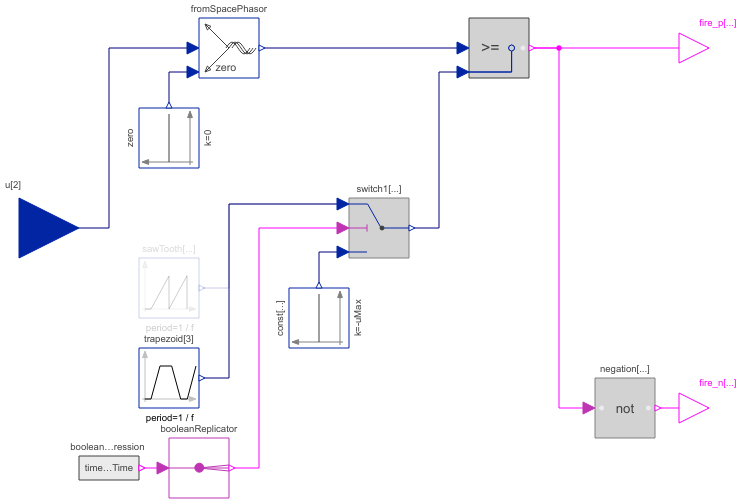 fromSpacePhasor
zero
>=
fire_p[...]
zero
k=0
u[2]
switch1[...]
sawTooth[...]
period=1 / f
const[...]
k=-uMax
trapezoid[3]
period=1 / f
negation[...]
not
fire_n[...]
booleanReplicator
boolean...ression
time...Time